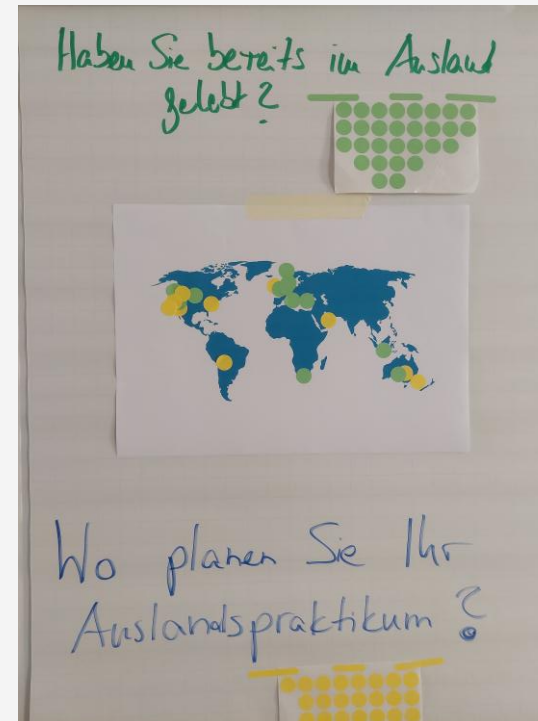 Haben Sie bereits im Ausland
gelebt?
Wo planen Sie Ihr
Auslandspraktikum?